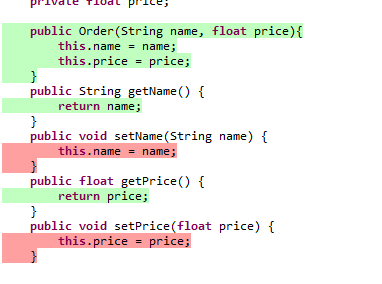 private float price;
public Order(String name, float price){
this.name = name;
this.price = price;
}
public String getName() {
return name;
}
public void setName(String name) {
this.name = name;
}
public float getPrice() {
return price;
}
public void setPrice(float price) {
this.price = price;
}